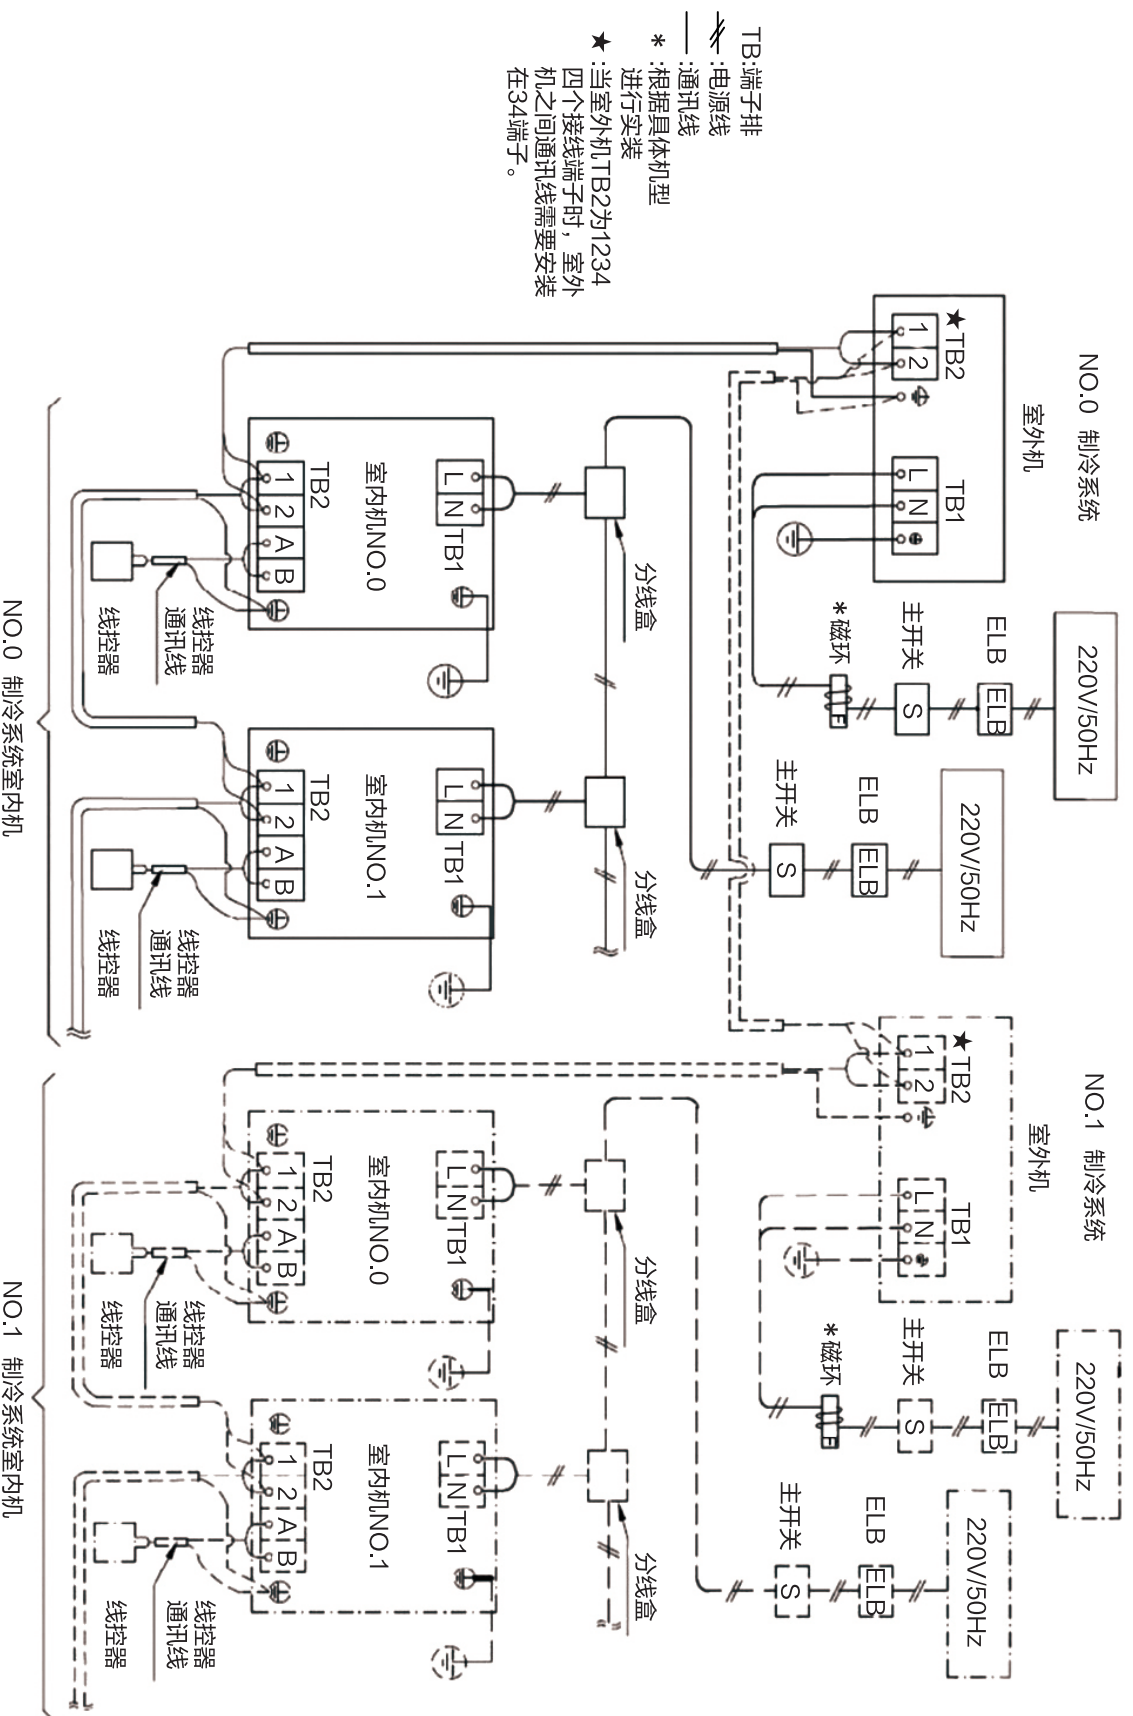 TB:端子排
:电源线
:通讯线
*:根据具体机型
进行实装
★:当室外机TB2为1234
四个接线端子时，室外
机之间通讯线需要安装
在34端子。
NO.0 制冷系统
室外机
★TB2
1 2
TB1
L N
220V/50Hz
ELB
ELB
主开关
S
*磁环
F
220V/50Hz
ELB
ELB
主开关
S
分线盒
分线盒
L N
TB1
室内机NO.0
TB2
1 2 A B
线控器
通讯线
线控器
L N
TB1
室内机NO.1
TB2
1 2 A B
线控器
通讯线
线控器
NO.0 制冷系统室内机
NO.1 制冷系统
室外机
★TB2
1 2
TB1
L N
220V/50Hz
ELB
ELB
主开关
S
*磁环
F
220V/50Hz
ELB
ELB
主开关
S
分线盒
分线盒
L N
TB1
室内机NO.0
TB2
1 2 A B
线控器
通讯线
线控器
L N
TB1
室内机NO.1
TB2
1 2 A B
线控器
通讯线
线控器
NO.1 制冷系统室内机